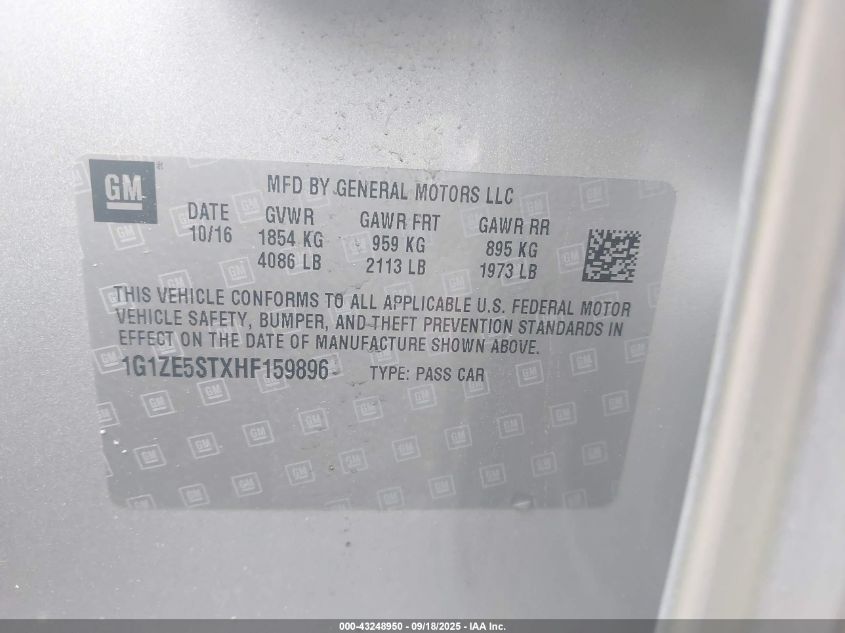 GM
MFD BY GENERAL MOTORS LLC
DATE GVWR GAWR FRT GAWR RR
10/16 1854 KG 959 KG 895 KG
4086 LB 2113 LB 1973 LB
THIS VEHICLE CONFORMS TO ALL APPLICABLE U.S. FEDERAL MOTOR
VEHICLE SAFETY, BUMPER, AND THEFT PREVENTION STANDARDS IN
EFFECT ON THE DATE OF MANUFACTURE SHOWN ABOVE.
1G1ZE5STXHF159896 TYPE: PASS CAR
000-43248950 - 09/18/2025 - IAA Inc.